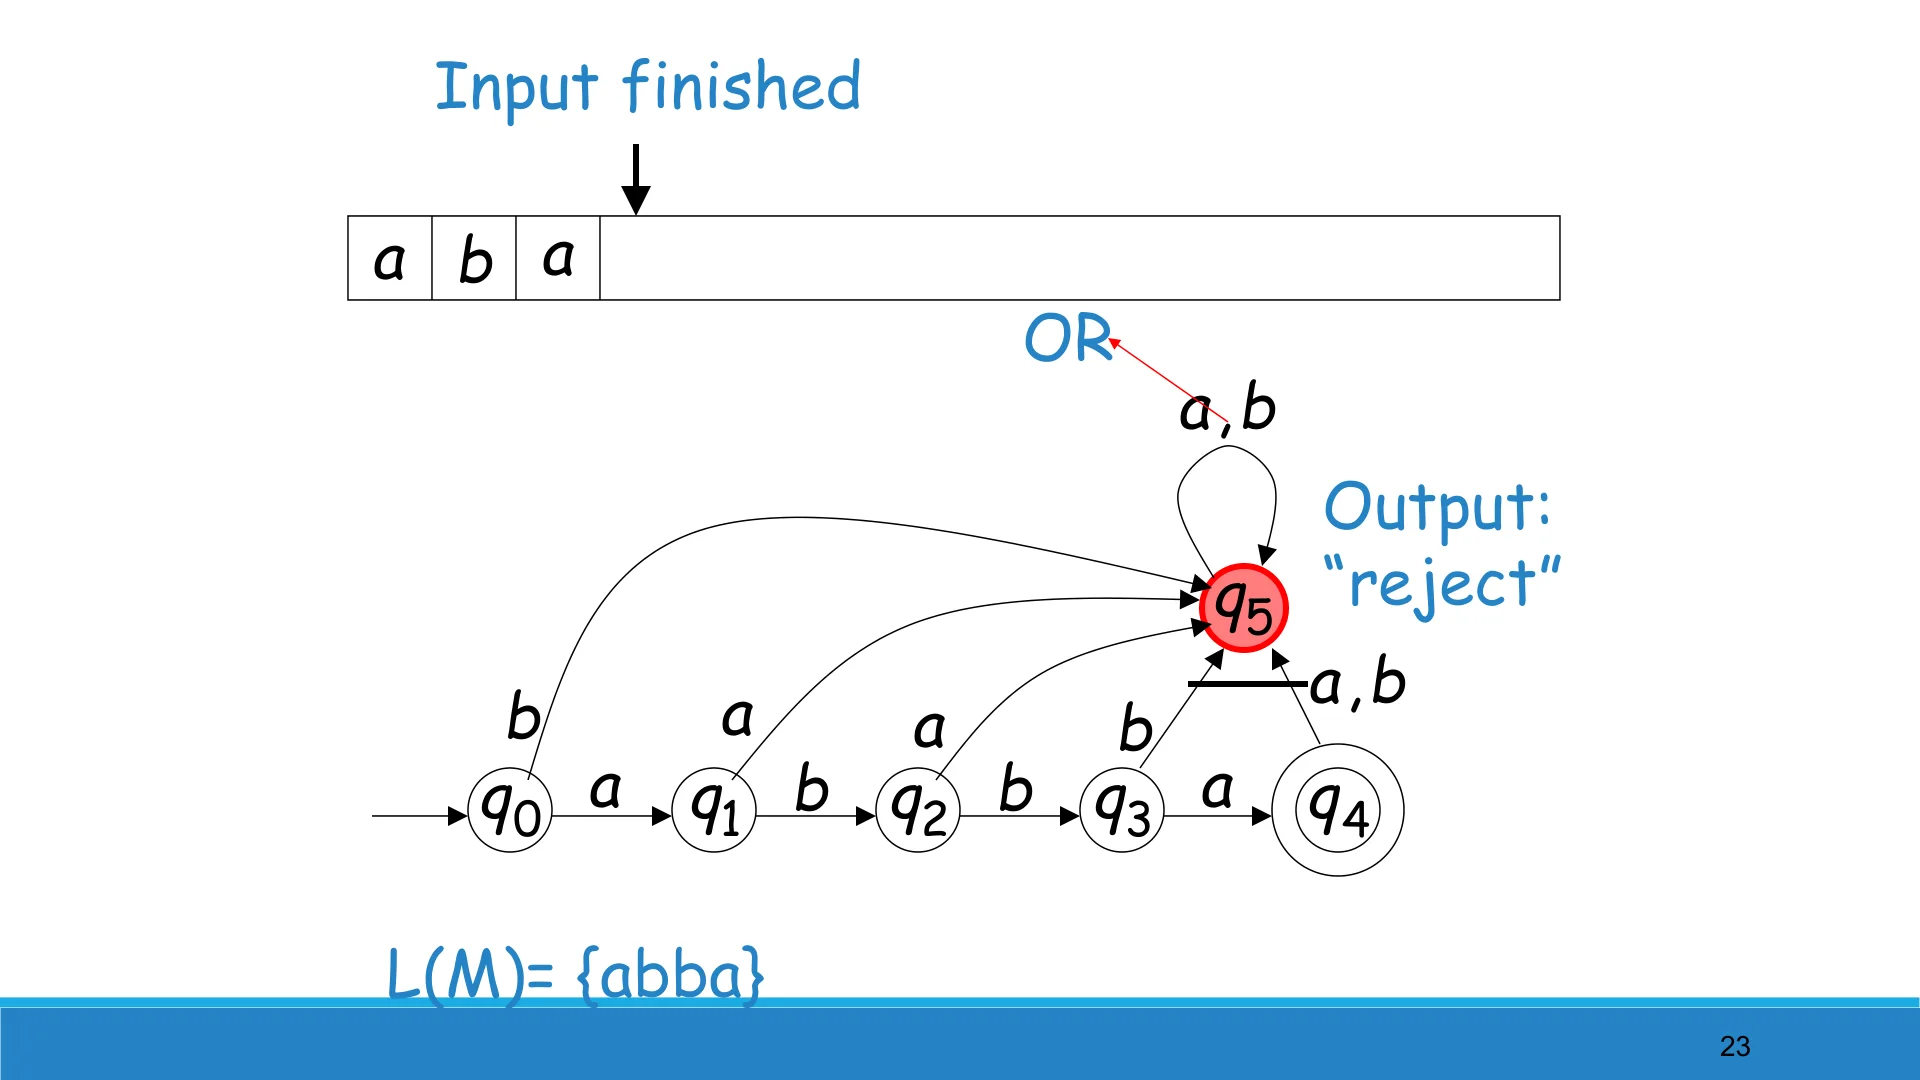 Input finished
a b a
OR
a,b
Output:
"reject"
q5
a,b
b a a b
a b b a
q0 q1 q2 q3 q4
L(M)= {abba}
23